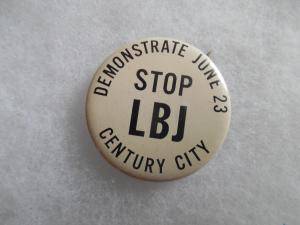 DEMONSTRATE JUNE 23
STOP
LBJ
CENTURY CITY